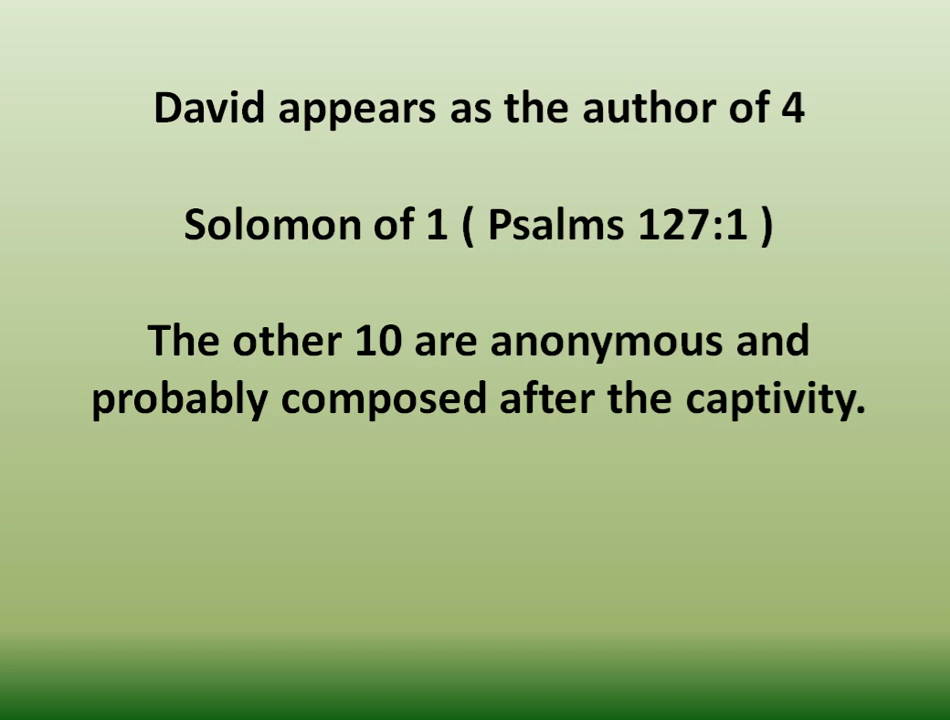 David appears as the author of 4
Solomon of 1 ( Psalms 127:1 )
The other 10 are anonymous and
probably composed after the captivity.